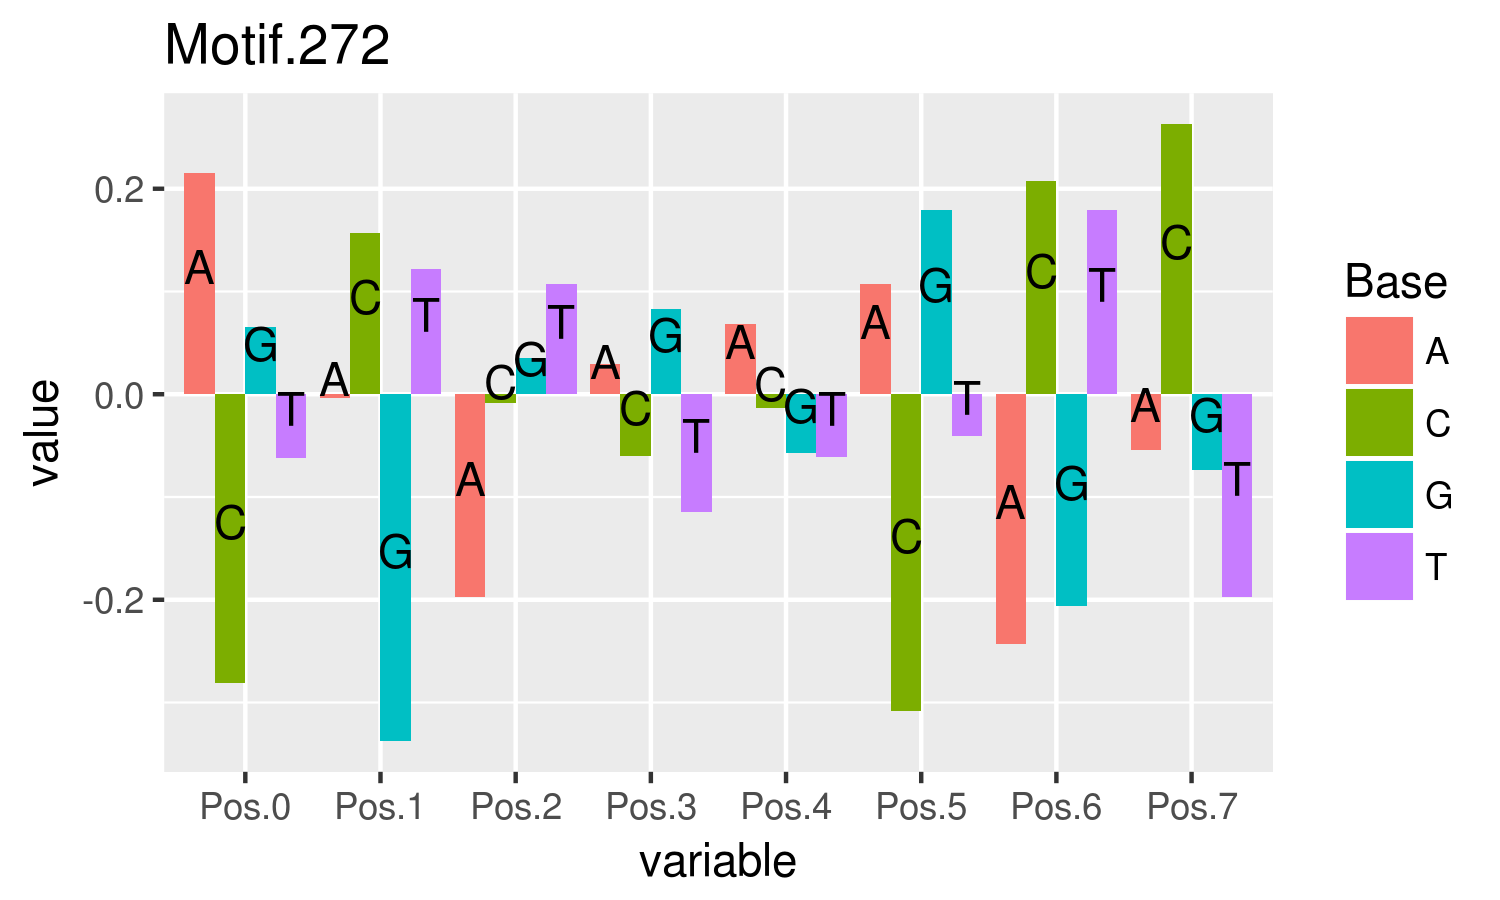 Motif.272
value
0.2
0.0
-0.2
A C G T
A C G T
A C G T
A C G T
A C G T
A C G T
A C G T
A C G T
Pos.0 Pos.1 Pos.2 Pos.3 Pos.4 Pos.5 Pos.6 Pos.7
variable
Base
A
C
G
T